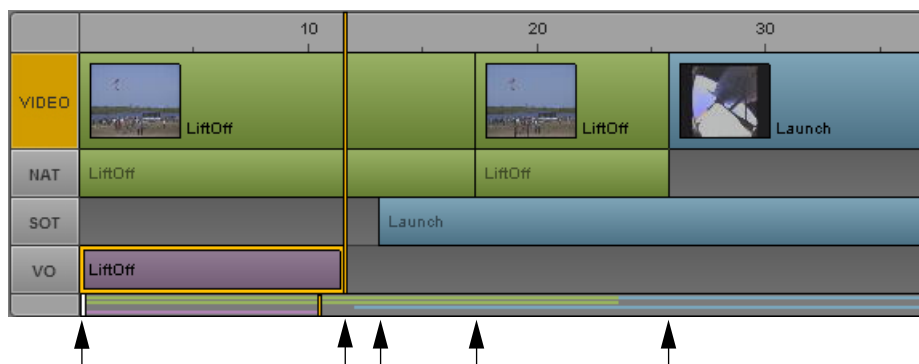 10 20 30
VIDEO LiftOff LiftOff Launch
NAT LiftOff LiftOff
SOT Launch
VO LiftOff